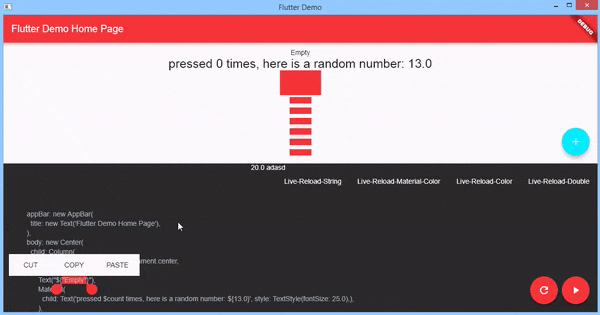 Flutter Demo
Flutter Demo Home Page
DEBUG
Empty
pressed 0 times, here is a random number: 13.0
20.0 adasd
Live-Reload-String Live-Reload-Material-Color Live-Reload-Color Live-Reload-Double
appBar: new AppBar(
title: new Text('Flutter Demo Home Page'),
),
body: new Center(
child: Column(
ment.center,
CUT COPY PASTE
Text("${"Empty"}"),
Material(
child: Text('pressed $count times, here is a random number: ${13.0}', style: TextStyle(fontSize: 25.0),),
),